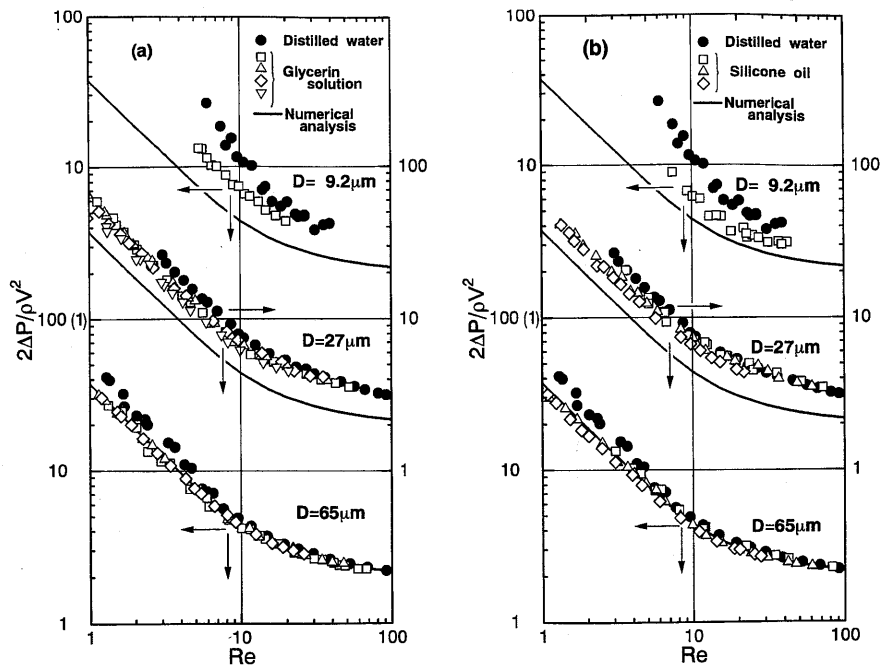 100
(a)
Distilled water
Glycerin
solution
Numerical
analysis
10
100
D= 9.2μm
100 (1)
10
D=27μm
10
1
D=65μm
1
1
10
100
2ΔP/ρV²
Re
100
(b)
Distilled water
Silicone oil
Numerical
analysis
10
100
D= 9.2μm
100 (1)
10
D=27μm
10
1
D=65μm
1
1
10
100
2ΔP/ρV²
Re